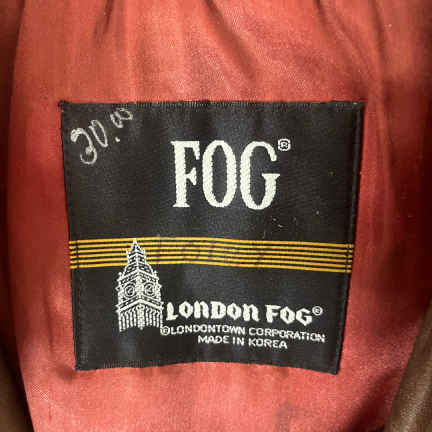 30.00
FOG®
LONDON FOG®
®LONDONTOWN CORPORATION
MADE IN KOREA